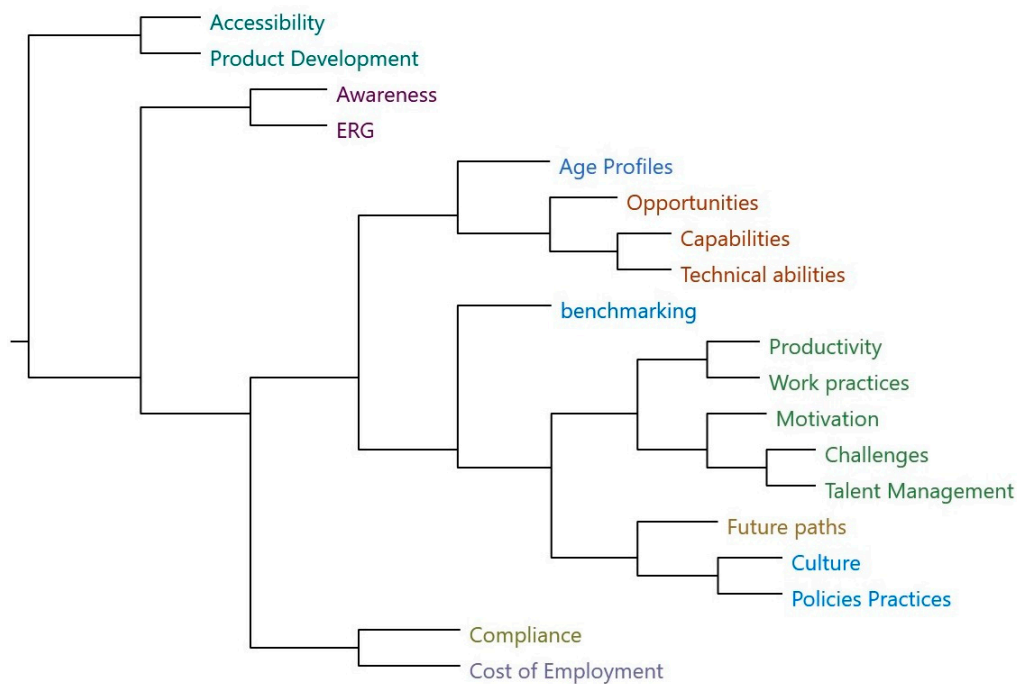 Accessibility
Product Development
Awareness
ERG
Age Profiles
Opportunities
Capabilities
Technical abilities
benchmarking
Productivity
Work practices
Motivation
Challenges
Talent Management
Future paths
Culture
Policies Practices
Compliance
Cost of Employment